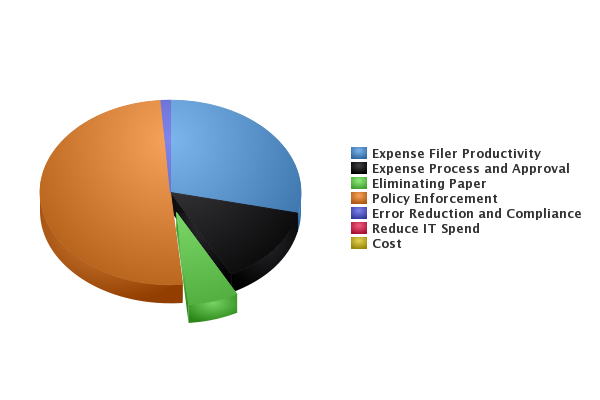 Expense Filer Productivity
Expense Process and Approval
Eliminating Paper
Policy Enforcement
Error Reduction and Compliance
Reduce IT Spend
Cost